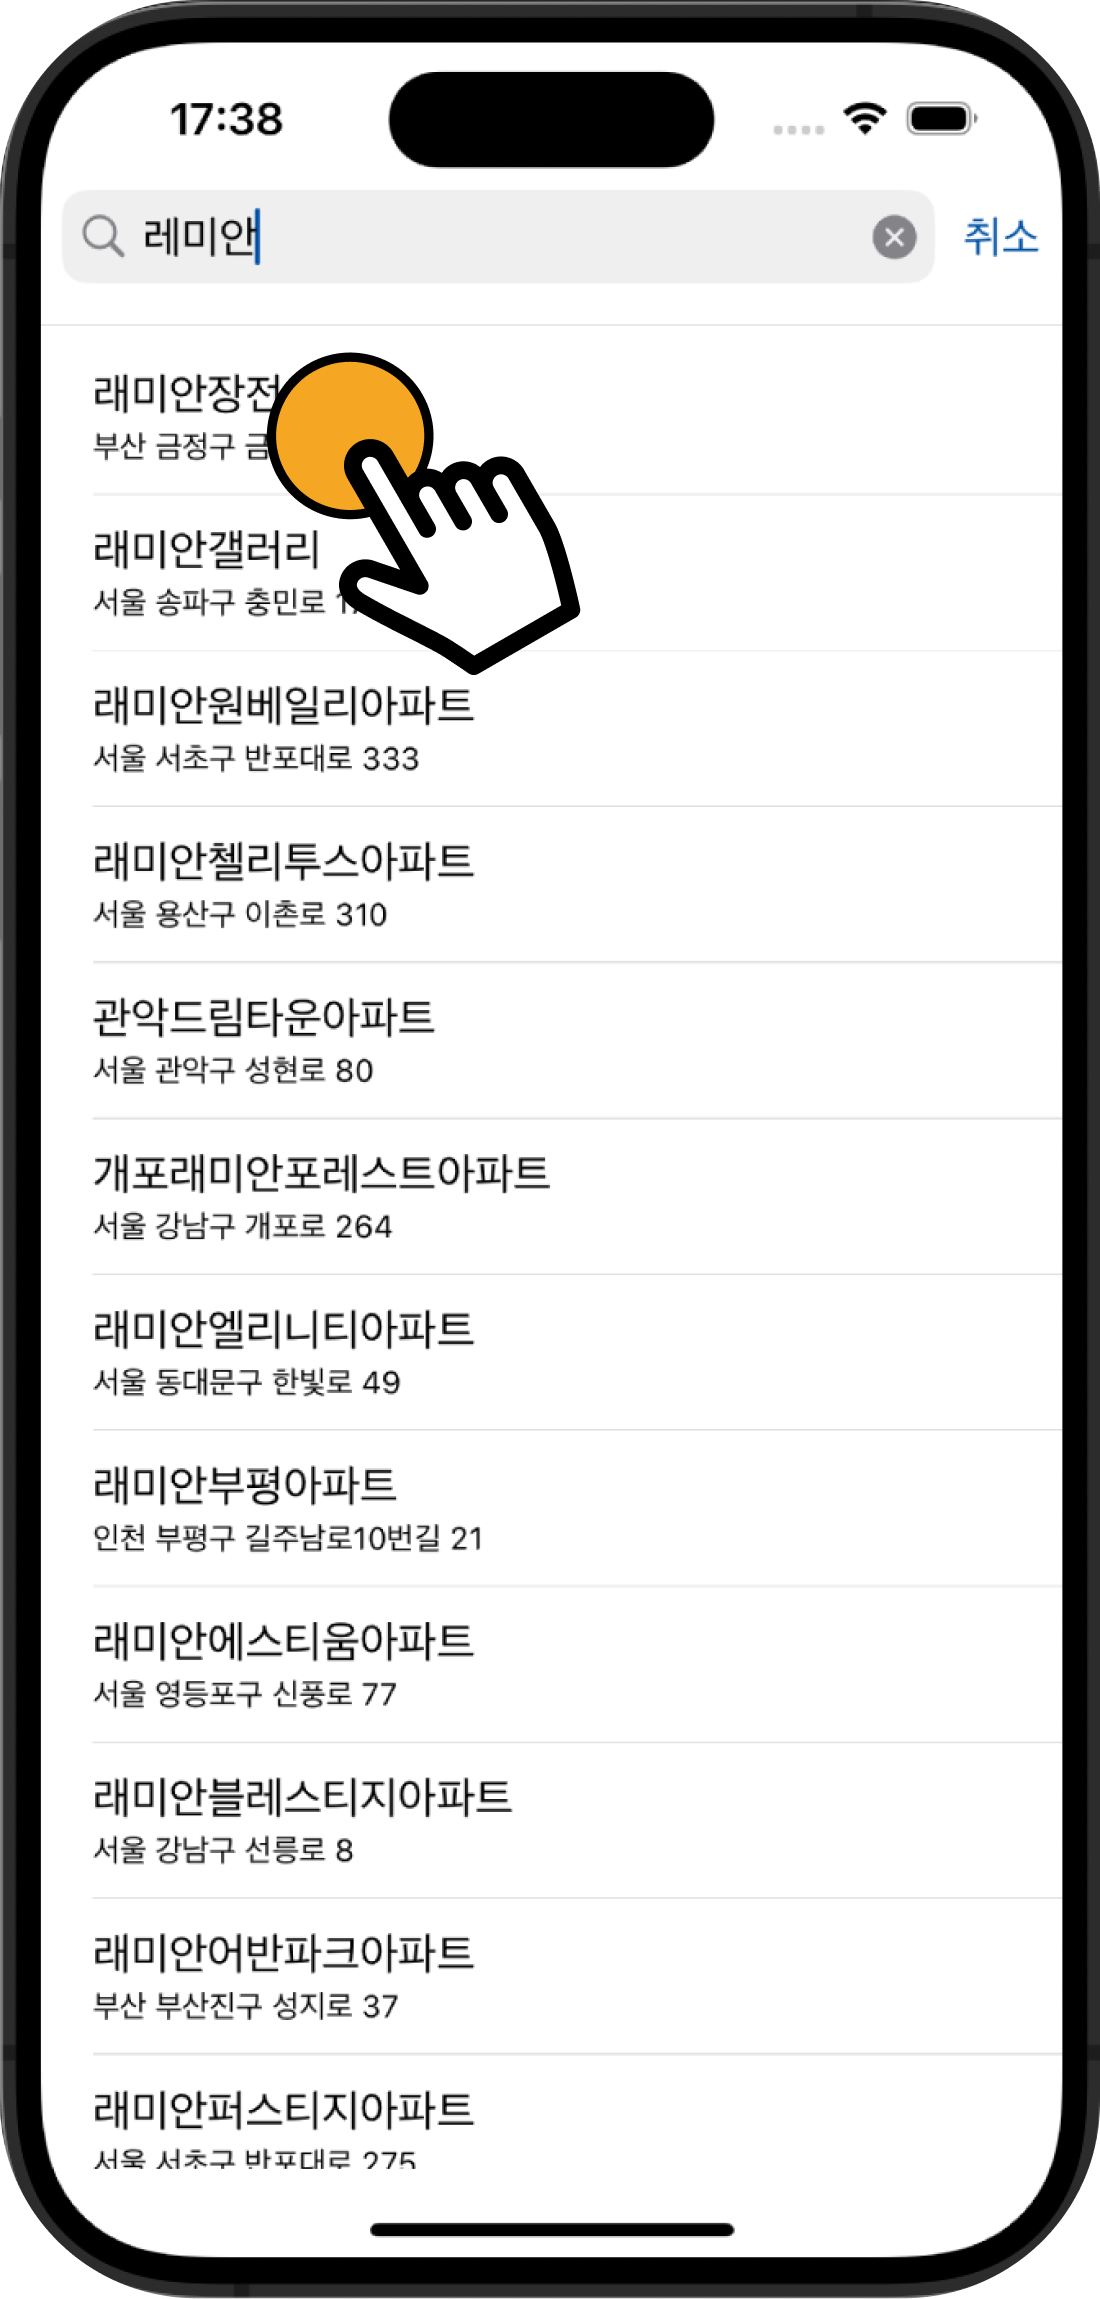 17:38
레미안
취소
래미안장전
부산 금정구
래미안갤러리
서울 송파구 충민로
래미안원베일리아파트
서울 서초구 반포대로 333
래미안첼리투스아파트
서울 용산구 이촌로 310
관악드림타운아파트
서울 관악구 성현로 80
개포래미안포레스트아파트
서울 강남구 개포로 264
래미안엘리니티아파트
서울 동대문구 한빛로 49
래미안부평아파트
인천 부평구 길주남로10번길 21
래미안에스티움아파트
서울 영등포구 신풍로 77
래미안블레스티지아파트
서울 강남구 선릉로 8
래미안어반파크아파트
부산 부산진구 성지로 37
래미안퍼스티지아파트
서울 서초구 반포대로 275